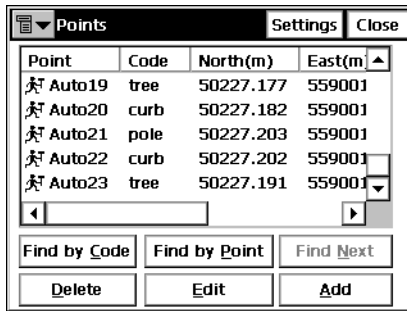 Points Settings Close
Point Code North(m) East(m
Auto19 tree 50227.177 559001
Auto20 curb 50227.182 559001
Auto21 pole 50227.203 559001
Auto22 curb 50227.202 559001
Auto23 tree 50227.191 559001
Find by Code Find by Point Find Next
Delete Edit Add